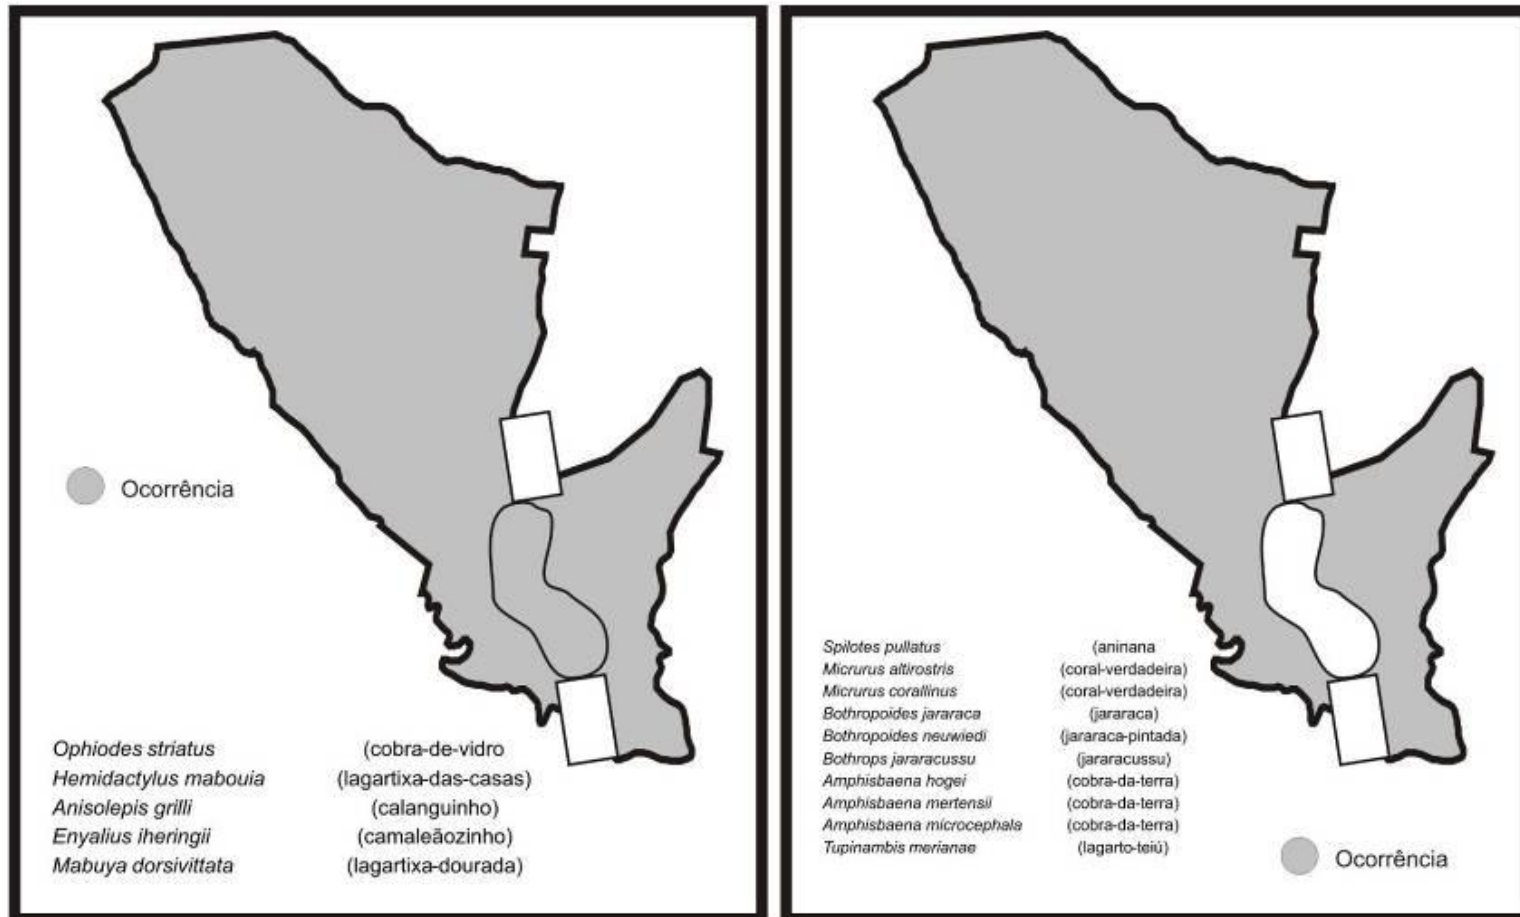 Ocorrência
Ophiodes striatus (cobra-de-vidro
Hemidactylus mabouia (lagartixa-das-casas)
Anisolepis grilli (calanguinho)
Enyalius iheringii (camaleãozinho)
Mabuya dorsivittata (lagartixa-dourada)
Spilotes pullatus (aninana
Micrurus altirostris (coral-verdadeira)
Micrurus corallinus (coral-verdadeira)
Bothropoides jararaca (jararaca)
Bothropoides neuwiedi (jararaca-pintada)
Bothrops jararacussu (jararacussu)
Amphisbaena hogei (cobra-da-terra)
Amphisbaena mertensii (cobra-da-terra)
Amphisbaena microcephala (cobra-da-terra)
Tupinambis merianae (lagarto-teiú)
Ocorrência